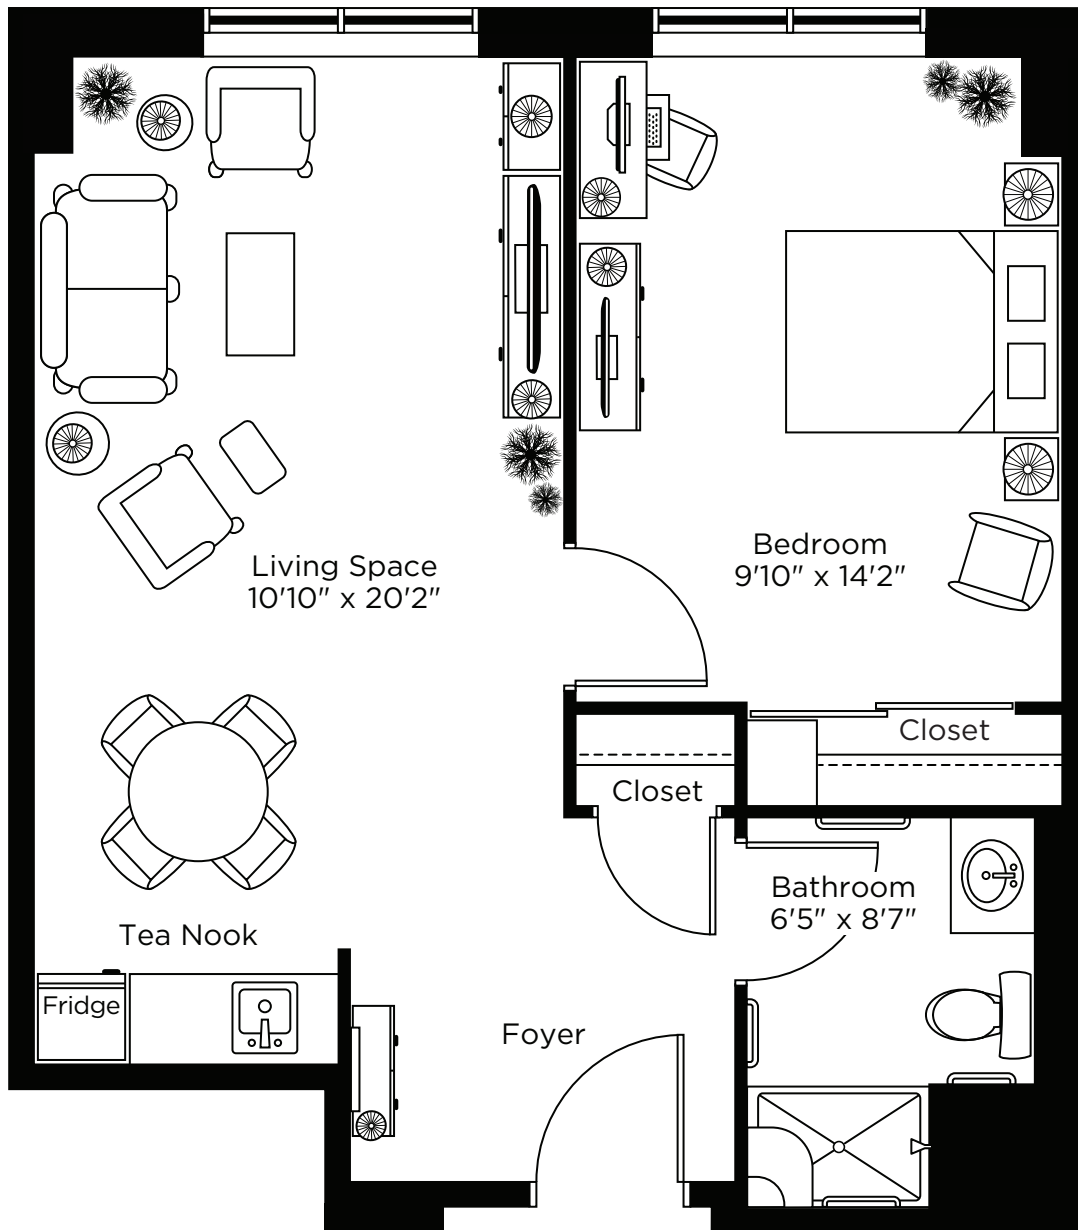 Living Space
10'10" x 20'2"
Bedroom
9'10" x 14'2"
Closet
Closet
Bathroom
6'5" x 8'7"
Tea Nook
Fridge
Foyer